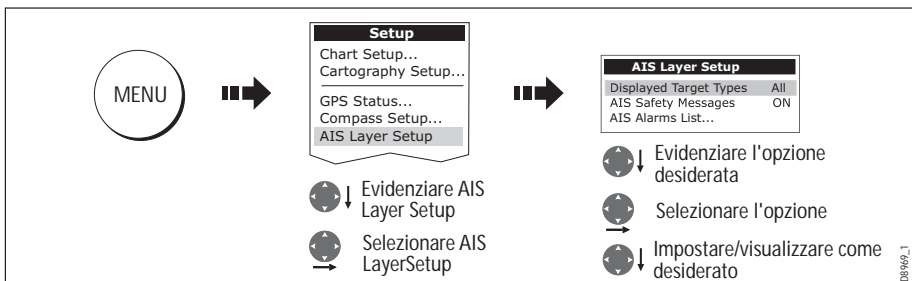 MENU
Setup
Chart Setup...
Cartography Setup...
GPS Status...
Compass Setup...
AIS Layer Setup
Evidenziare AIS
Layer Setup
Selezionare AIS
LayerSetup
AIS Layer Setup
Displayed Target Types All
AIS Safety Messages ON
AIS Alarms List...
Evidenziare l'opzione
desiderata
Selezionare l'opzione
Impostare/visualizzare come
desiderato
D8969_1